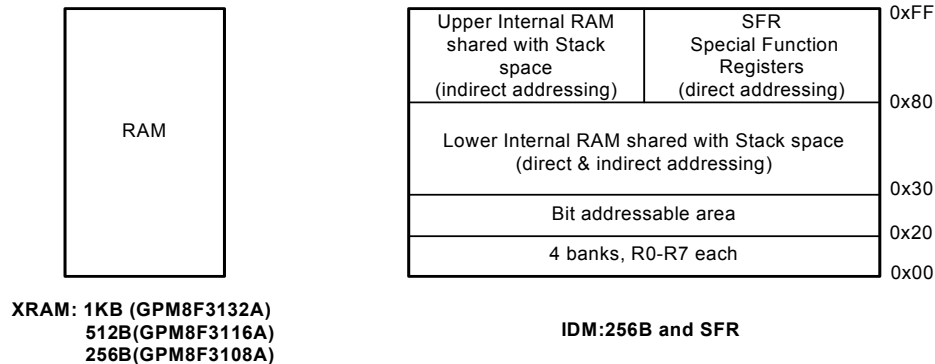 RAM
XRAM: 1KB (GPM8F3132A)
512B(GPM8F3116A)
256B(GPM8F3108A)
Upper Internal RAM
shared with Stack
space
(indirect addressing)
SFR
Special Function
Registers
(direct addressing)
0xFF
0x80
Lower Internal RAM shared with Stack space
(direct & indirect addressing)
0x30
Bit addressable area
0x20
4 banks, R0-R7 each
0x00
IDM:256B and SFR